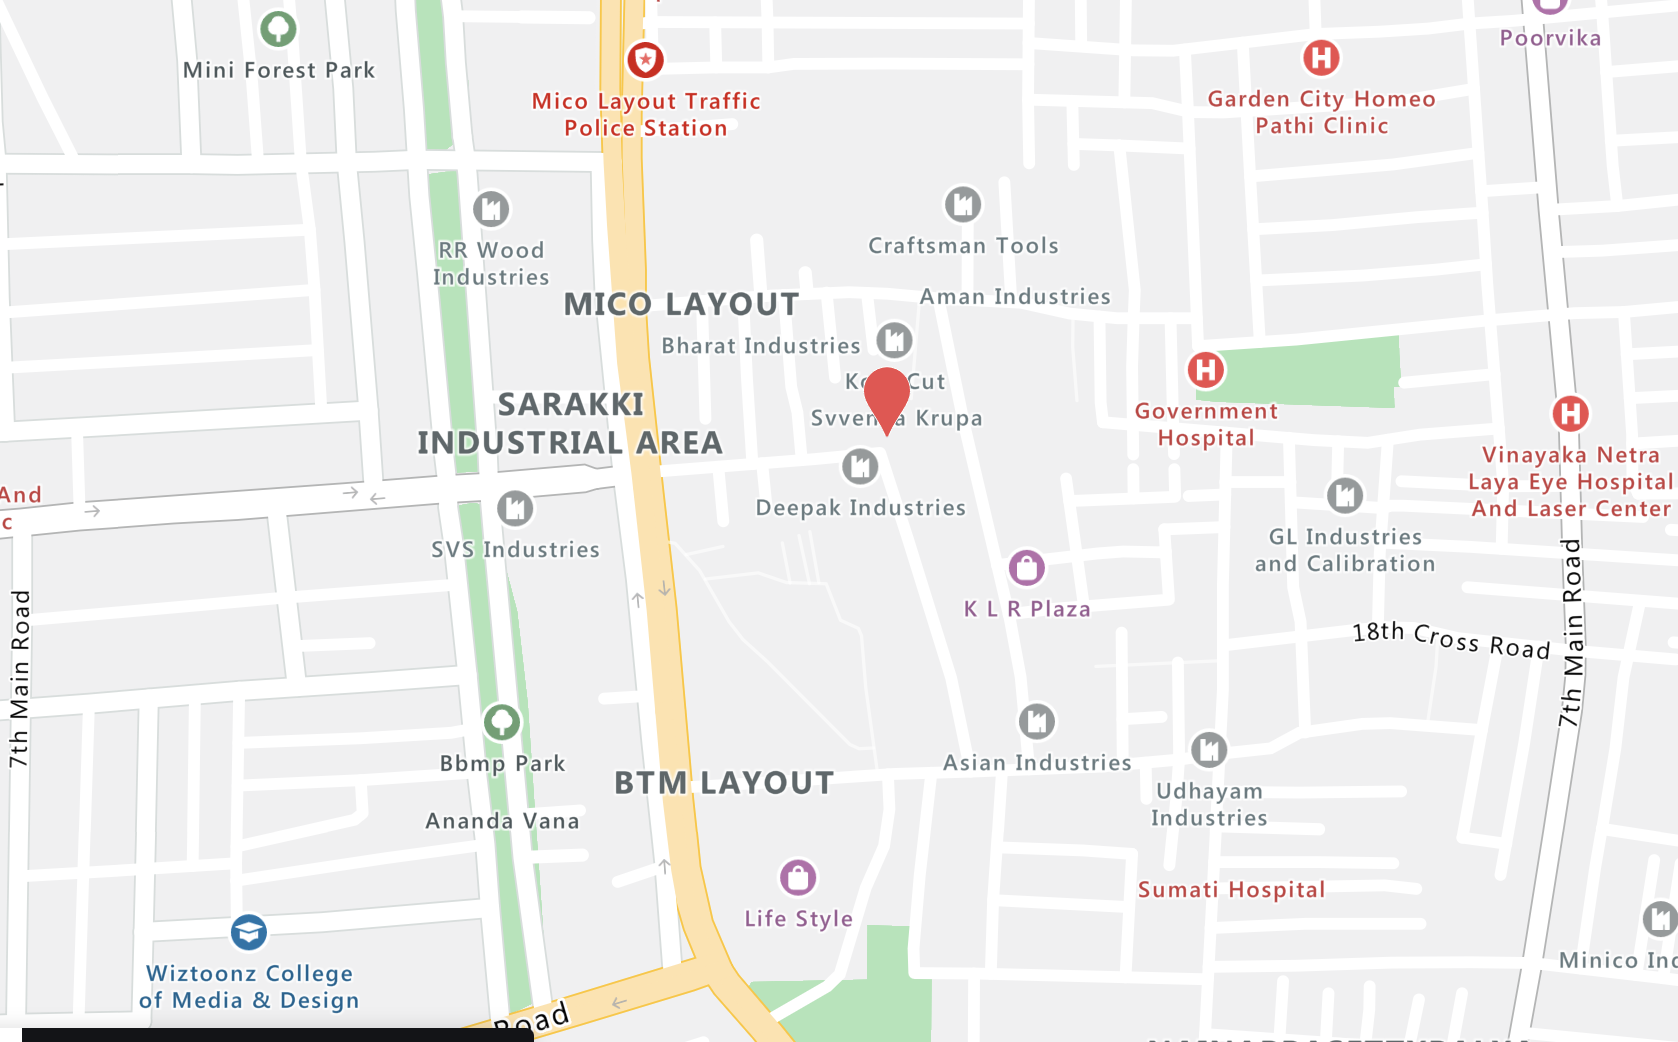 Poorvika
Mini Forest Park
Mico Layout Traffic
Police Station
Garden City Homeo
Pathi Clinic
RR Wood
Industries
Craftsman Tools
MICO LAYOUT
Aman Industries
Bharat Industries
Cut
SARAKKI
INDUSTRIAL AREA
Krupa
Government
Hospital
Vinayaka Netra
Laya Eye Hospital
And Laser Center
And
c
Deepak Industries
SVS Industries
GL Industries
and Calibration
K L R Plaza
7th Main Road
18th Cross Road
7th Main Road
Bbmp Park
BTM LAYOUT
Asian Industries
Udhayam
Industries
Ananda Vana
Sumati Hospital
Life Style
Wiztoonz College
of Media & Design
Minico
Road